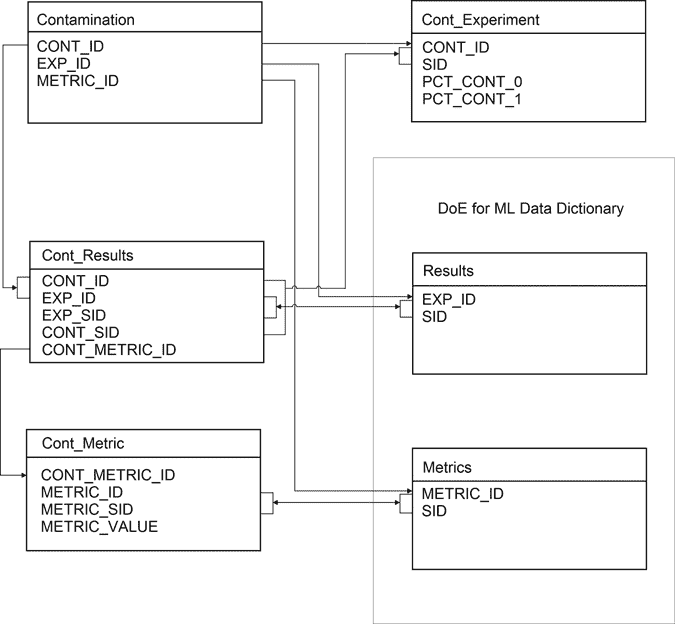 Contamination
CONT_ID
EXP_ID
METRIC_ID
Cont_Experiment
CONT_ID
SID
PCT_CONT_0
PCT_CONT_1
DoE for ML Data Dictionary
Cont_Results
CONT_ID
EXP_ID
EXP_SID
CONT_SID
CONT_METRIC_ID
Results
EXP_ID
SID
Cont_Metric
CONT_METRIC_ID
METRIC_ID
METRIC_SID
METRIC_VALUE
Metrics
METRIC_ID
SID